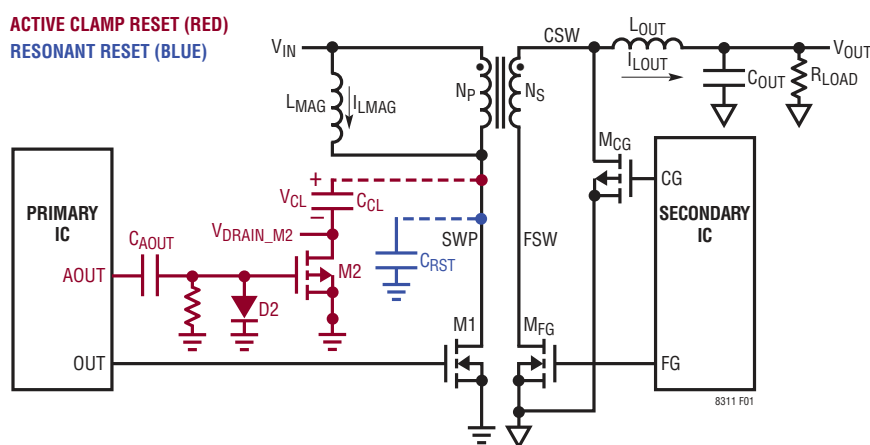 ACTIVE CLAMP RESET (RED)
RESONANT RESET (BLUE)
VIN
LMAG
ILMAG
NP
NS
CSW
LOUT
ILOUT
VOUT
COUT
RLOAD
MCG
CG
SECONDARY
IC
FG
PRIMARY
IC
AOUT
OUT
CAOUT
+
VCL
–
CCL
VDRAIN_M2
M2
D2
CRST
SWP
FSW
M1
MFG
8311 F01